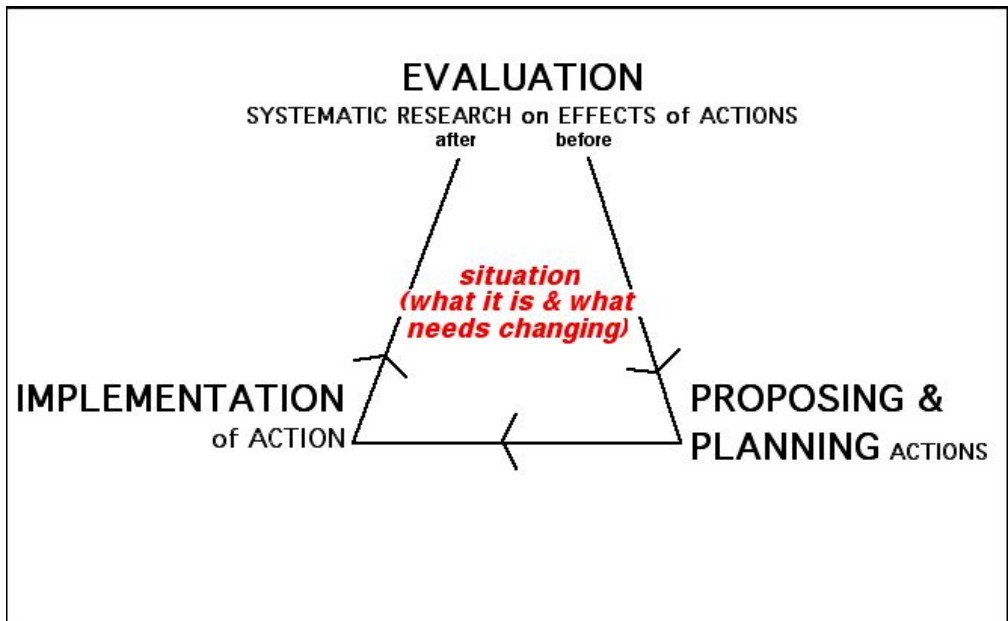 EVALUATION
SYSTEMATIC RESEARCH on EFFECTS of ACTIONS
after before
situation
(what it is & what
needs changing)
IMPLEMENTATION
of ACTION
PROPOSING &
PLANNING ACTIONS